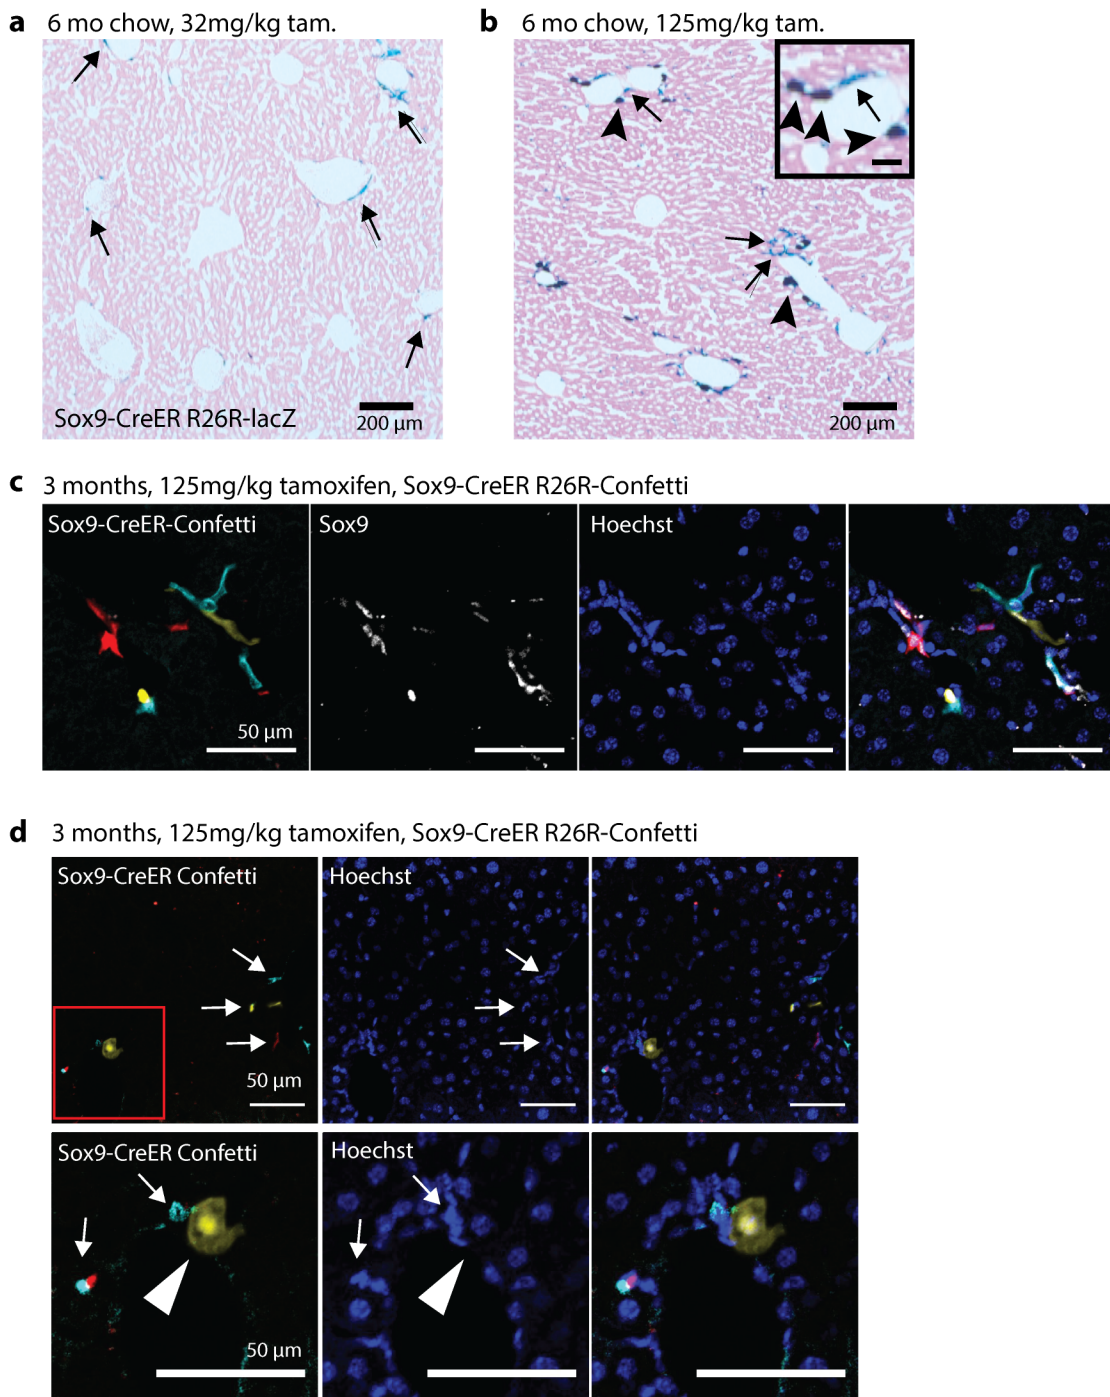 a 6 mo chow, 32mg/kg tam.
b 6 mo chow, 125mg/kg tam.
Sox9-CreER R26R-lacZ
200 µm
200 µm
c 3 months, 125mg/kg tamoxifen, Sox9-CreER R26R-Confetti
Sox9-CreER-Confetti
Sox9
Hoechst
50 µm
d 3 months, 125mg/kg tamoxifen, Sox9-CreER R26R-Confetti
Sox9-CreER Confetti
Hoechst
50 µm
Sox9-CreER Confetti
Hoechst
50 µm